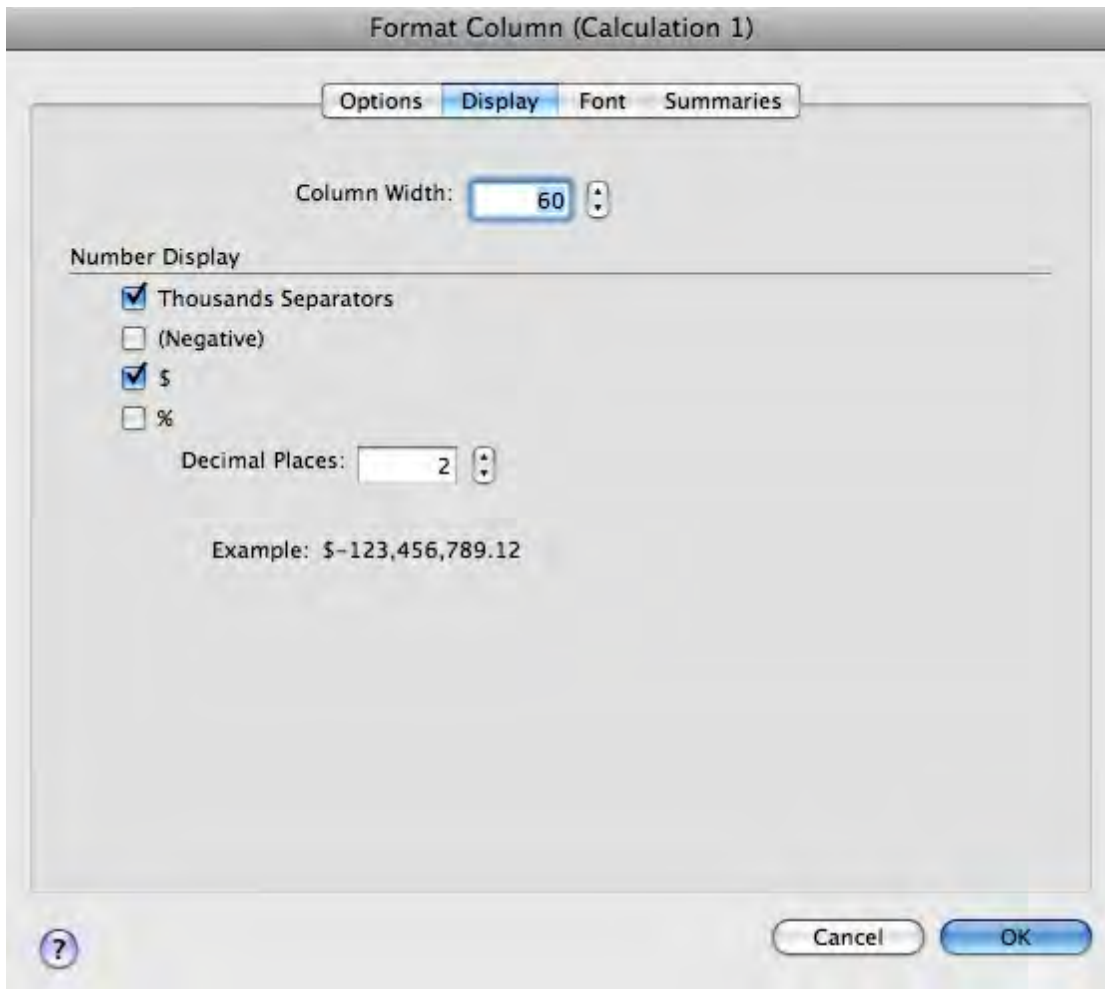 Format Column (Calculation 1)
Options Display Font Summaries
Column Width: 60
Number Display
Thousands Separators
(Negative)
$
%
Decimal Places: 2
Example: $-123,456,789.12
? Cancel OK